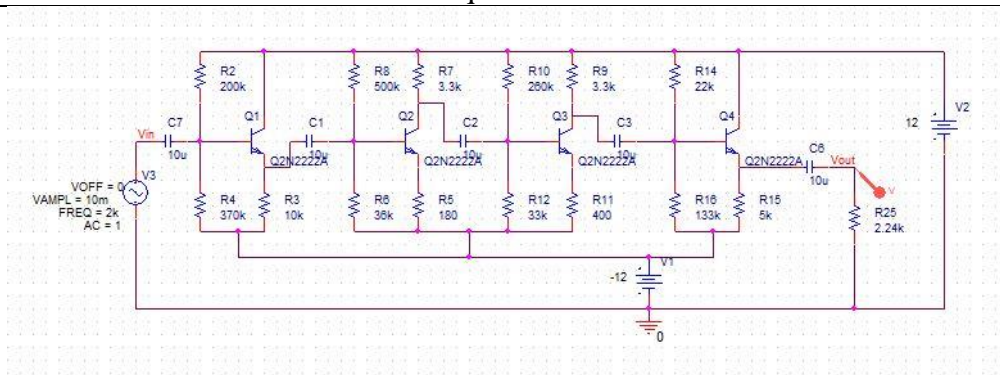 R2
200k
R8
500k
R7
3.3k
R10
260k
R9
3.3k
R14
22k
V2
12
Q1
Q2
Q3
Q4
Vin
C7
10u
C1
10u
C2
10u
C3
10u
C6
10u
Vout
V
Q2N2222A
Q2N2222A
Q2N2222A
Q2N2222A
V3
VOFF = 0
VAMPL = 10m
FREQ = 2k
AC = 1
R4
370k
R3
10k
R6
36k
R5
180
R12
33k
R11
400
R16
133k
R15
5k
R25
2.24k
V1
-12
0